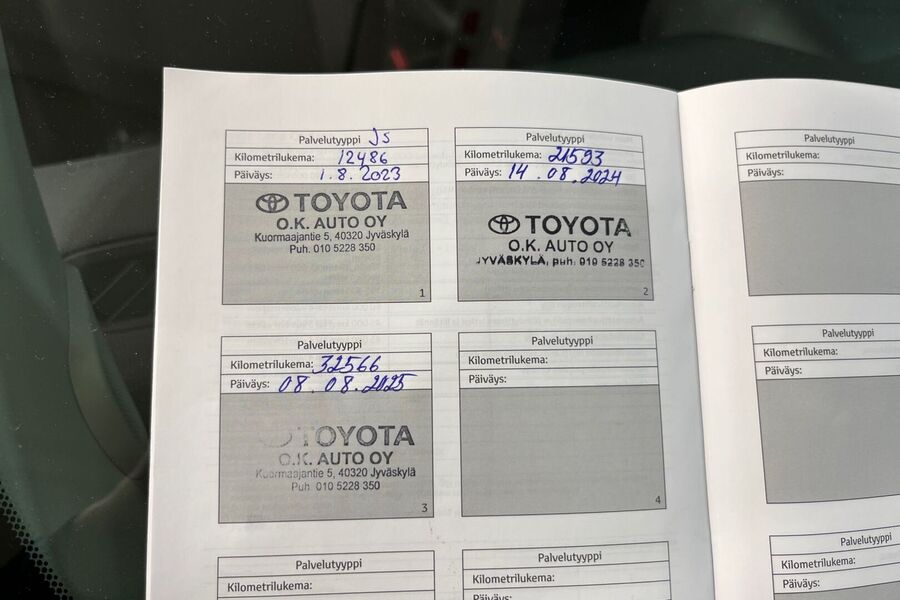 Palvelutyyppi Js
Kilometrilukema: 12486
Päiväys: 1.8.2023
TOYOTA
O.K. AUTO OY
Kuormaajantie 5, 40320 Jyväskylä
Puh. 010 5228 350
1
Palvelutyyppi
Kilometrilukema: 21593
Päiväys: 14.08.2024
TOYOTA
O.K. AUTO OY
JYVÄSKYLÄ, puh. 010 5228 350
2
Palvelutyyppi
Kilometrilukema:
Päiväys:
Palvelutyyppi
Kilometrilukema: 32566
Päiväys: 08.08.2025
TOYOTA
O.K. AUTO OY
Kuormaajantie 5, 40320 Jyväskylä
Puh. 010 5228 350
3
Palvelutyyppi
Kilometrilukema:
Päiväys:
4
Palvelutyyppi
Kilometrilukema:
Päiväys:
Palvelutyyppi
Kilometrilukema:
Palvelutyyppi
Kilometrilukema:
Palvelutyyppi
Kilometrilukema:
Päiväys: